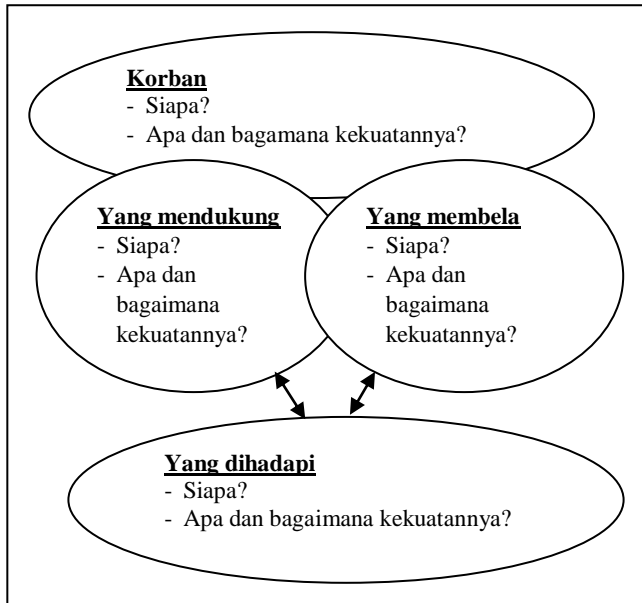 Korban
- Siapa?
- Apa dan bagamana kekuatannya?
Yang mendukung
- Siapa?
- Apa dan
bagaimana
kekuatannya?
Yang membela
- Siapa?
- Apa dan
bagaimana
kekuatannya?
Yang dihadapi
- Siapa?
- Apa dan bagaimana kekuatannya?